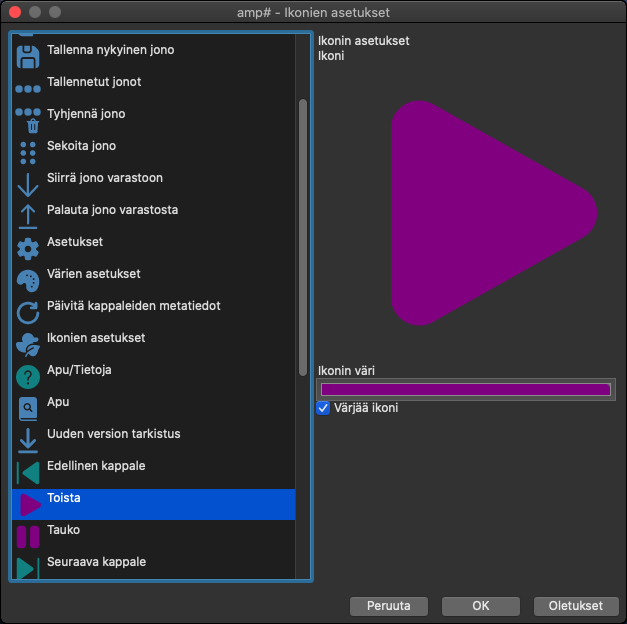 amp# - Ikonien asetukset
Tallenna nykyinen jono
Tallennetut jonot
Tyhjennä jono
Sekoita jono
Siirrä jono varastoon
Palauta jono varastosta
Asetukset
Värien asetukset
Päivitä kappaleiden metatiedot
Ikonien asetukset
Apu/Tietoja
Apu
Uuden version tarkistus
Edellinen kappale
Toista
Tauko
Seuraava kappale
Ikonin asetukset
Ikoni
Ikonin väri
Värjää ikoni
Peruuta
OK
Oletukset